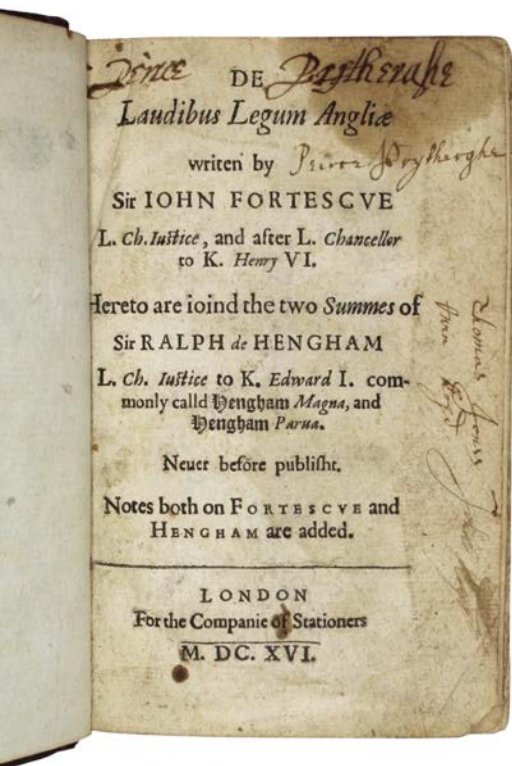 DE
Laudibus Legum Angliæ
writen by
Sir IOHN FORTESCVE
L. Ch. Iustice, and after L. Chancellor
to K. Henry VI.
Hereto are ioind the two Summes of
Sir RALPH de HENGHAM
L. Ch. Iustice to K. Edward I. com-
monly calld Hengham Magna, and
Hengham Parua.
Neuer before publisht.
Notes both on FORTESCVE and
HENGHAM are added.
LONDON
For the Companie of Stationers
M. DC. XVI.
Thomas